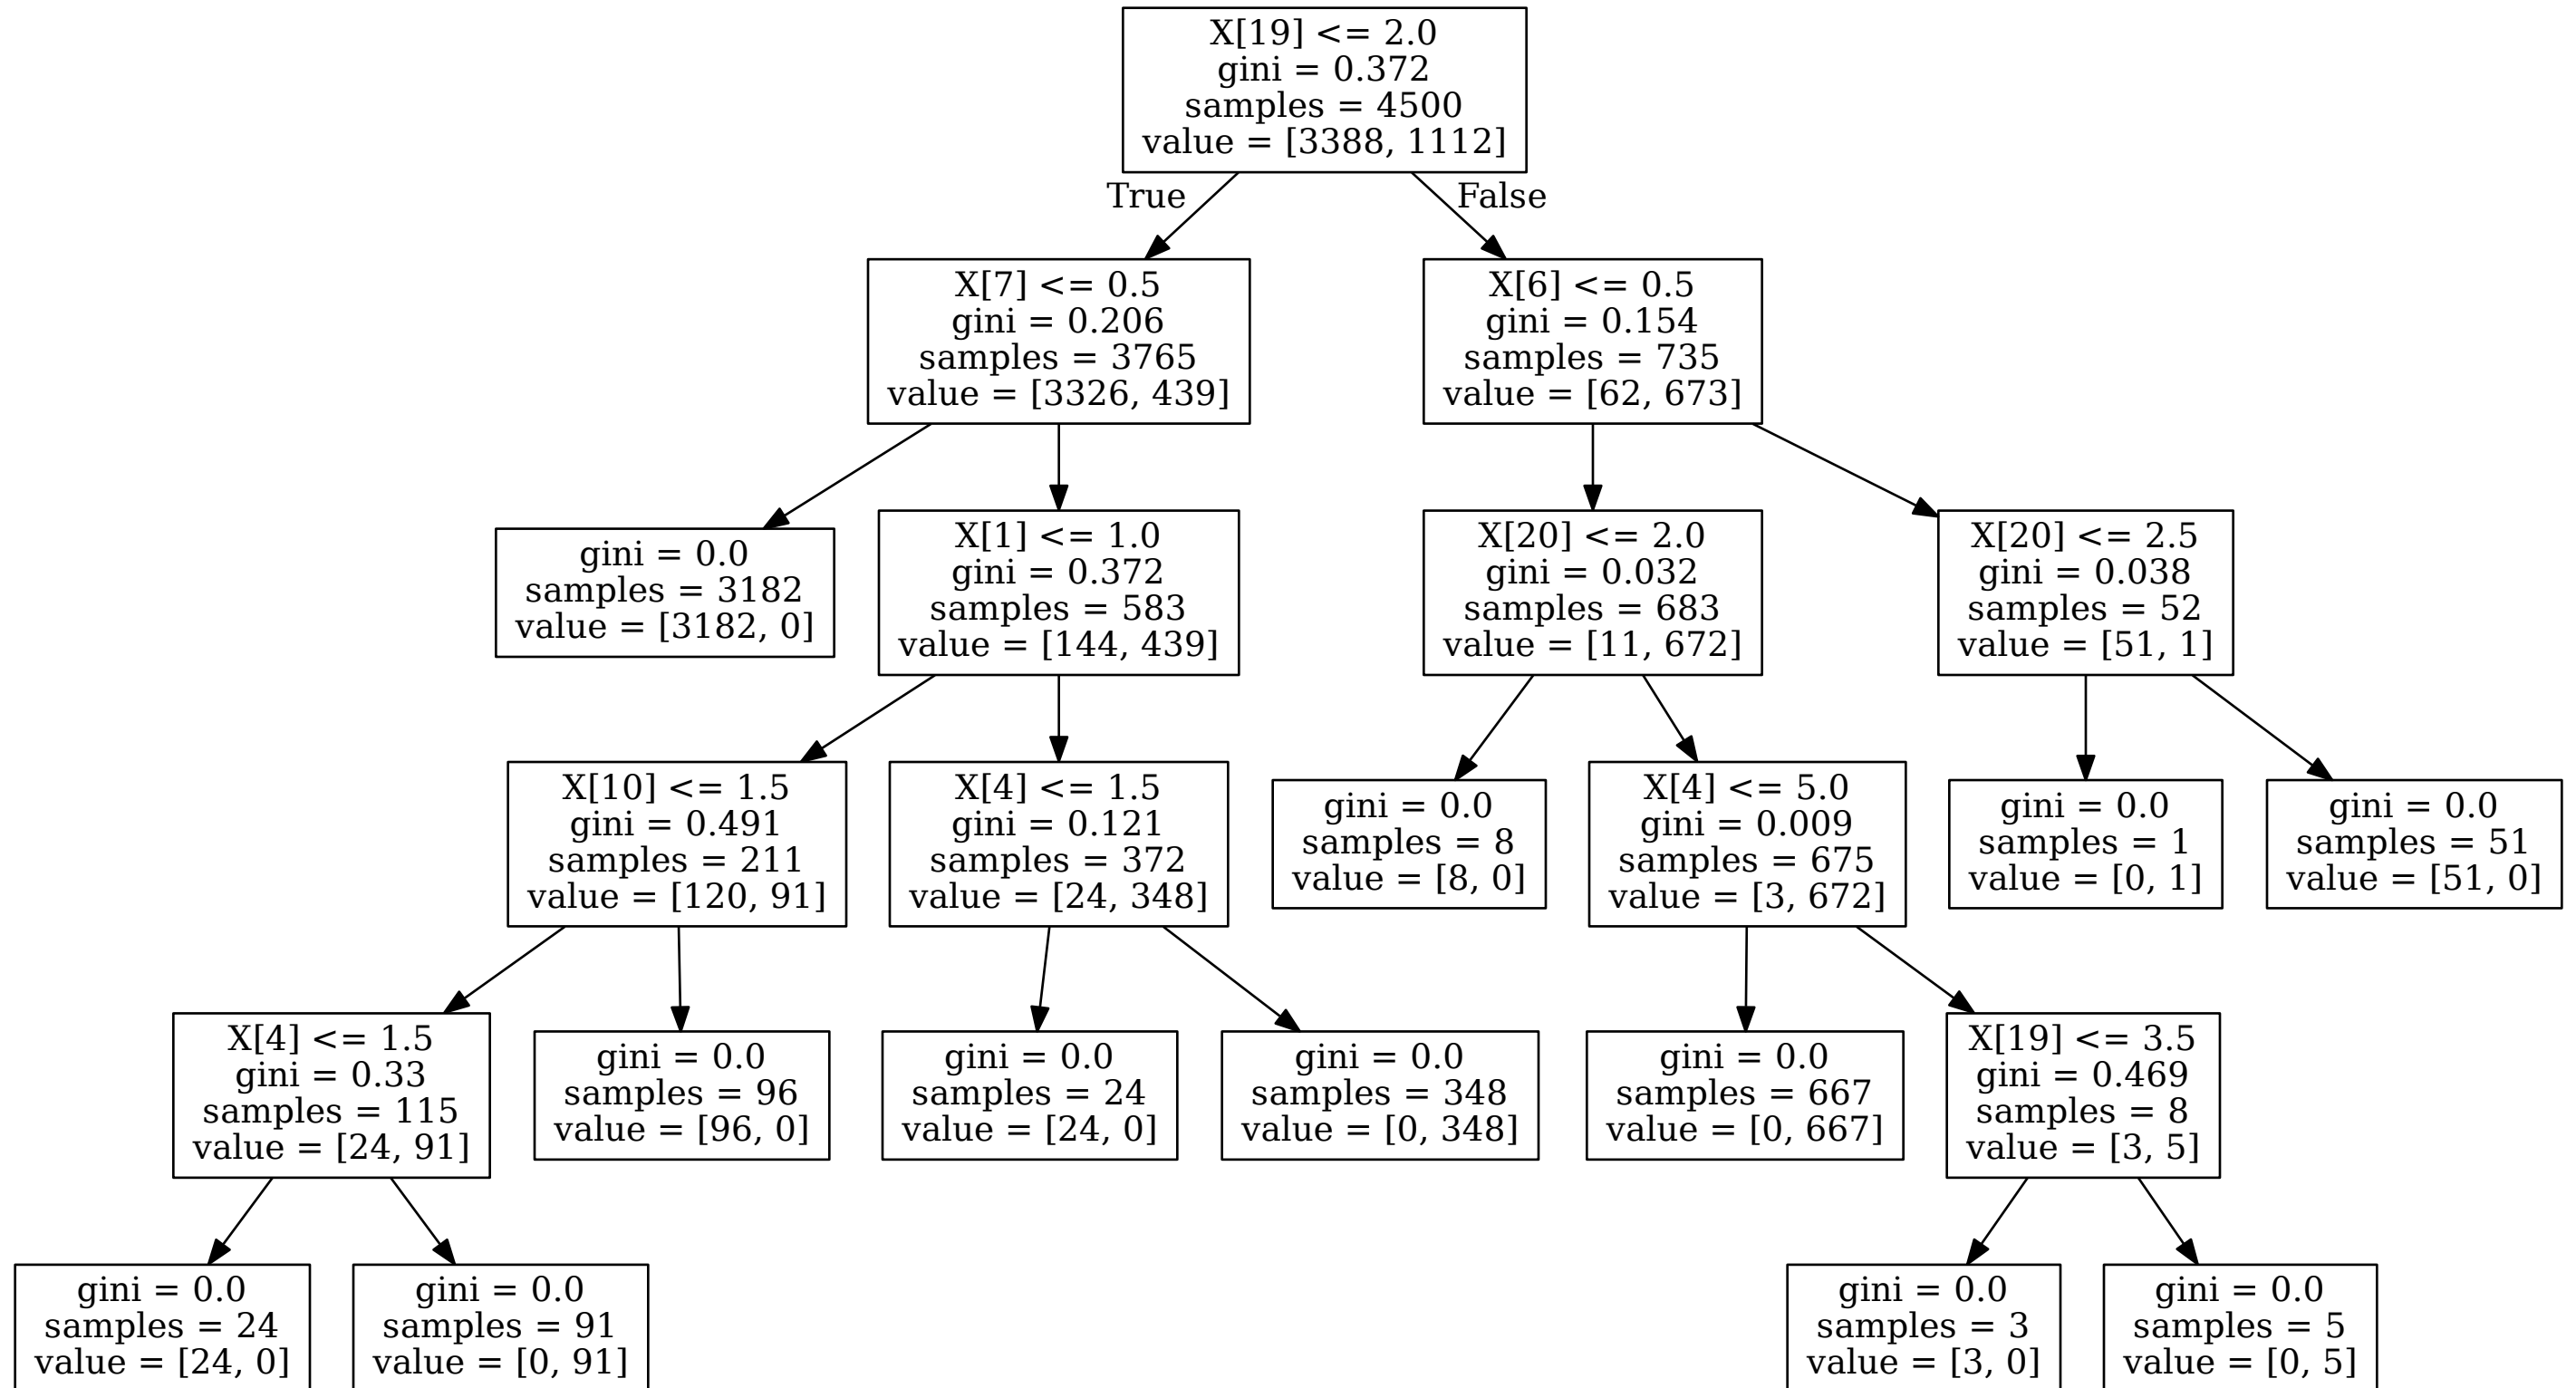 X[19] <= 2.0
gini = 0.372
samples = 4500
value = [3388, 1112]
True
False
X[7] <= 0.5
gini = 0.206
samples = 3765
value = [3326, 439]
X[6] <= 0.5
gini = 0.154
samples = 735
value = [62, 673]
gini = 0.0
samples = 3182
value = [3182, 0]
X[1] <= 1.0
gini = 0.372
samples = 583
value = [144, 439]
X[20] <= 2.0
gini = 0.032
samples = 683
value = [11, 672]
X[20] <= 2.5
gini = 0.038
samples = 52
value = [51, 1]
X[10] <= 1.5
gini = 0.491
samples = 211
value = [120, 91]
X[4] <= 1.5
gini = 0.121
samples = 372
value = [24, 348]
gini = 0.0
samples = 8
value = [8, 0]
X[4] <= 5.0
gini = 0.009
samples = 675
value = [3, 672]
gini = 0.0
samples = 1
value = [0, 1]
gini = 0.0
samples = 51
value = [51, 0]
X[4] <= 1.5
gini = 0.33
samples = 115
value = [24, 91]
gini = 0.0
samples = 96
value = [96, 0]
gini = 0.0
samples = 24
value = [24, 0]
gini = 0.0
samples = 348
value = [0, 348]
gini = 0.0
samples = 667
value = [0, 667]
X[19] <= 3.5
gini = 0.469
samples = 8
value = [3, 5]
gini = 0.0
samples = 24
value = [24, 0]
gini = 0.0
samples = 91
value = [0, 91]
gini = 0.0
samples = 3
value = [3, 0]
gini = 0.0
samples = 5
value = [0, 5]